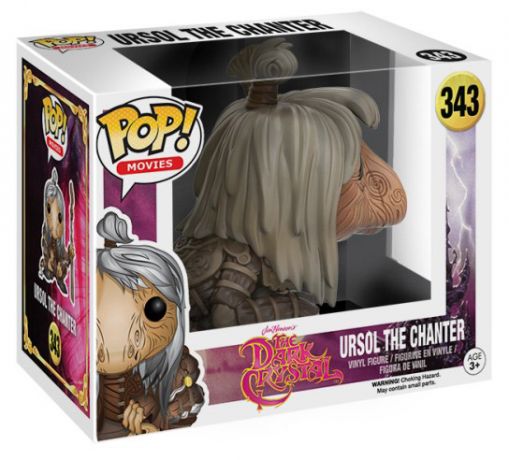 URSOL THE CHANTER
343
POP!
MOVIES
URSOL THE CHANTER
343
Jim Henson's
THE
DARK
CRYSTAL
URSOL THE CHANTER
VINYL FIGURE / FIGURINE EN VINYLE /
FIGURA DE VINIL
WARNING: Choking Hazard.
May contain small parts.
AGE
3+
POP!
MOVIES